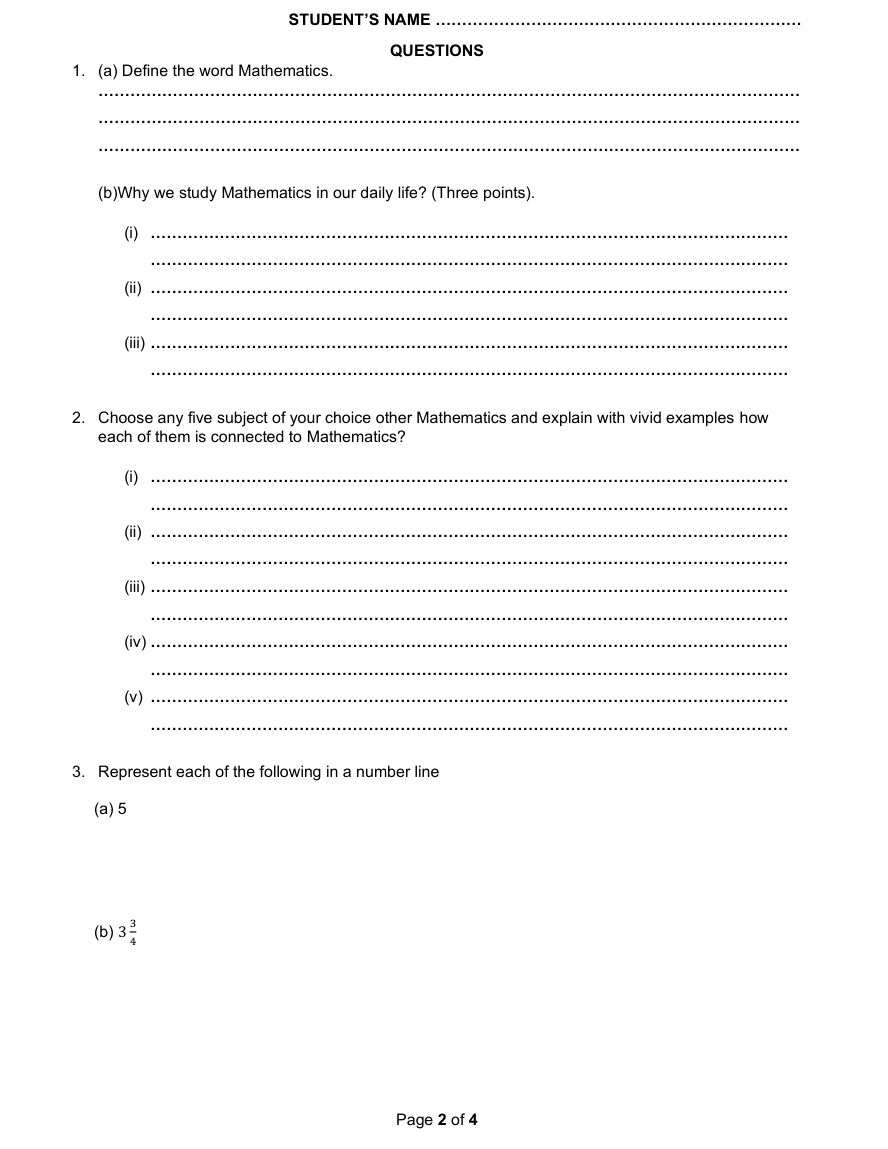 STUDENT’S NAME ......................................................................
QUESTIONS
1. (a) Define the word Mathematics.
......................................................................................................................................
......................................................................................................................................
......................................................................................................................................
(b)Why we study Mathematics in our daily life? (Three points).
(i) ..........................................................................................................................
..........................................................................................................................
(ii) ..........................................................................................................................
..........................................................................................................................
(iii) ..........................................................................................................................
..........................................................................................................................
2. Choose any five subject of your choice other Mathematics and explain with vivid examples how
each of them is connected to Mathematics?
(i) ..........................................................................................................................
..........................................................................................................................
(ii) ..........................................................................................................................
..........................................................................................................................
(iii) ..........................................................................................................................
..........................................................................................................................
(iv) ..........................................................................................................................
..........................................................................................................................
(v) ..........................................................................................................................
..........................................................................................................................
3. Represent each of the following in a number line
(a) 5
(b) 3 3/4
Page 2 of 4